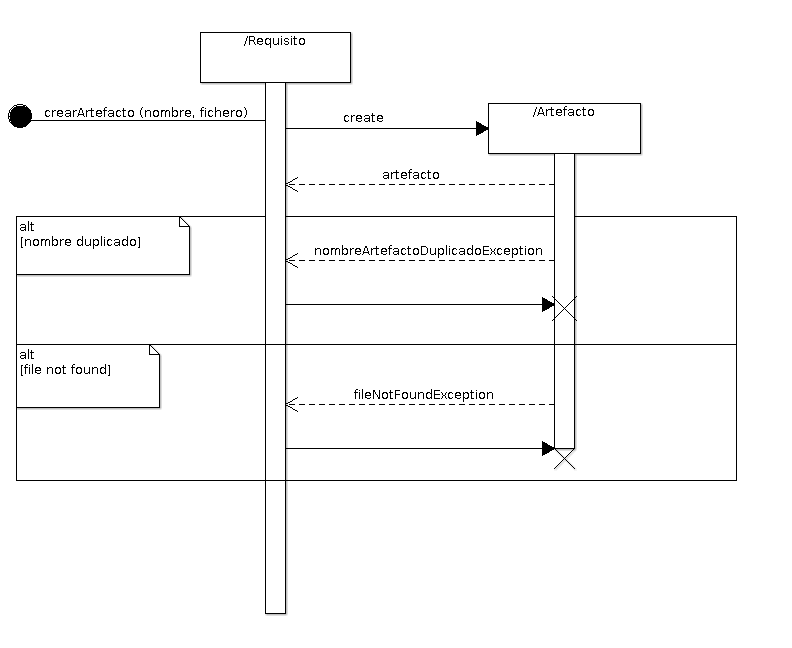 /Requisito
crearArtefacto (nombre, fichero)
create
/Artefacto
artefacto
alt
[nombre duplicado]
nombreArtefactoDuplicadoException
alt
[file not found]
fileNotFoundException